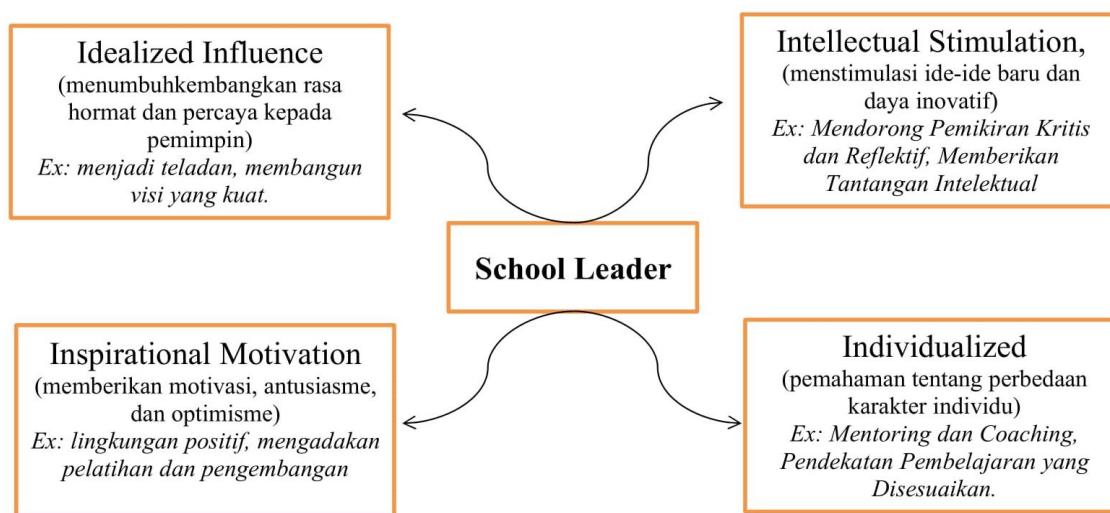 Idealized Influence
(menumbuhkembangkan rasa
hormat dan percaya kepada
pemimpin)
Ex: menjadi teladan, membangun
visi yang kuat.
Intellectual Stimulation,
(menstimulasi ide-ide baru dan
daya inovatif)
Ex: Mendorong Pemikiran Kritis
dan Reflektif, Memberikan
Tantangan Intelektual
School Leader
Inspirational Motivation
(memberikan motivasi, antusiasme,
dan optimisme)
Ex: lingkungan positif, mengadakan
pelatihan dan pengembangan
Individualized
(pemahaman tentang perbedaan
karakter individu)
Ex: Mentoring dan Coaching,
Pendekatan Pembelajaran yang
Disesuaikan.